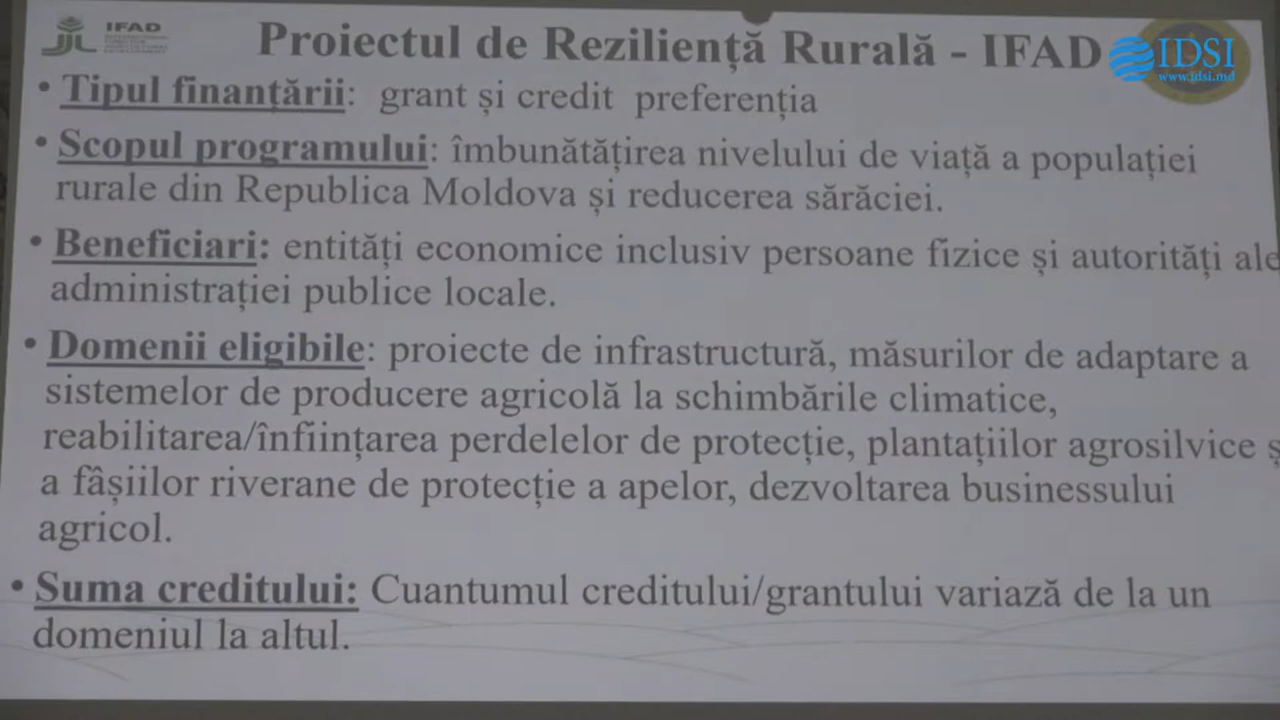 IFAD
Proiectul de Reziliență Rurală - IFAD
IDSI
www.idsi.md
• Tipul finanțării: grant și credit preferenția
• Scopul programului: îmbunătățirea nivelului de viață a populației
rurale din Republica Moldova și reducerea sărăciei.
• Beneficiari: entități economice inclusiv persoane fizice și autorități ale
administrației publice locale.
• Domenii eligibile: proiecte de infrastructură, măsurilor de adaptare a
sistemelor de producere agricolă la schimbările climatice,
reabilitarea/înființarea perdelelor de protecție, plantațiilor agrosilvice ș
a fâșiilor riverane de protecție a apelor, dezvoltarea businessului
agricol.
• Suma creditului: Cuantumul creditului/grantului variază de la un
domeniul la altul.